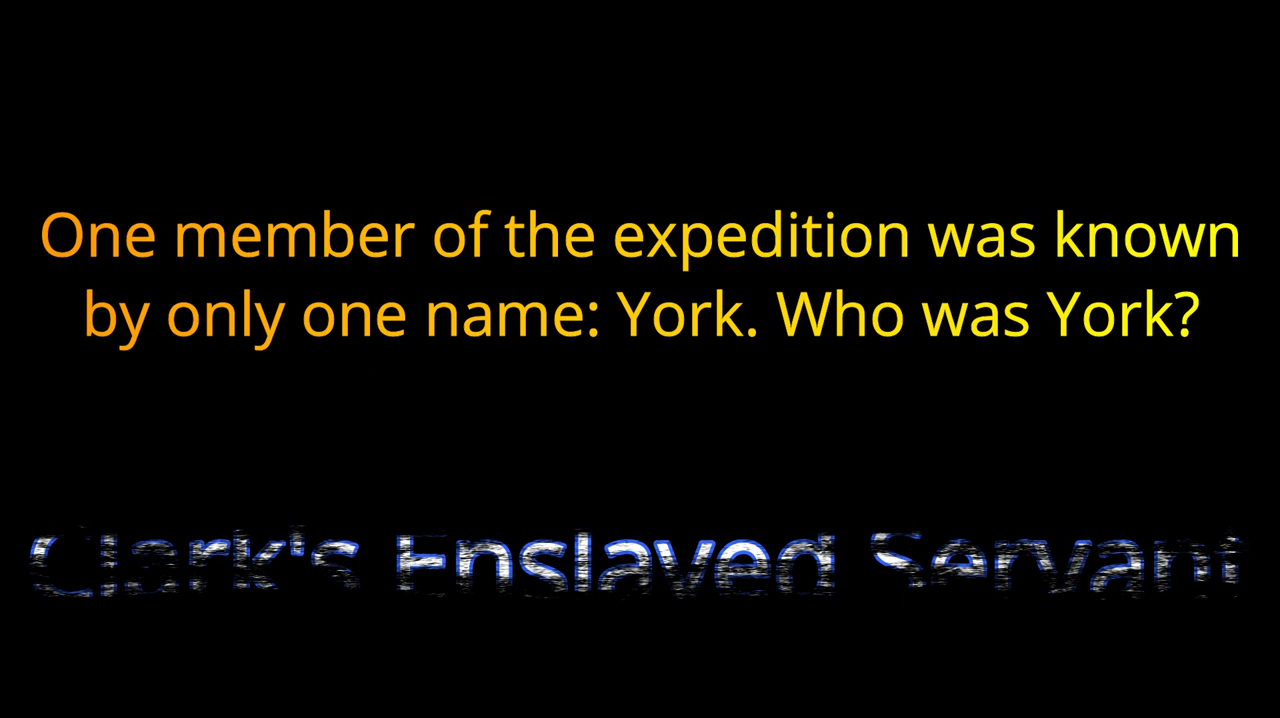 One member of the expedition was known
by only one name: York. Who was York?
Clark's Enslaved Servant